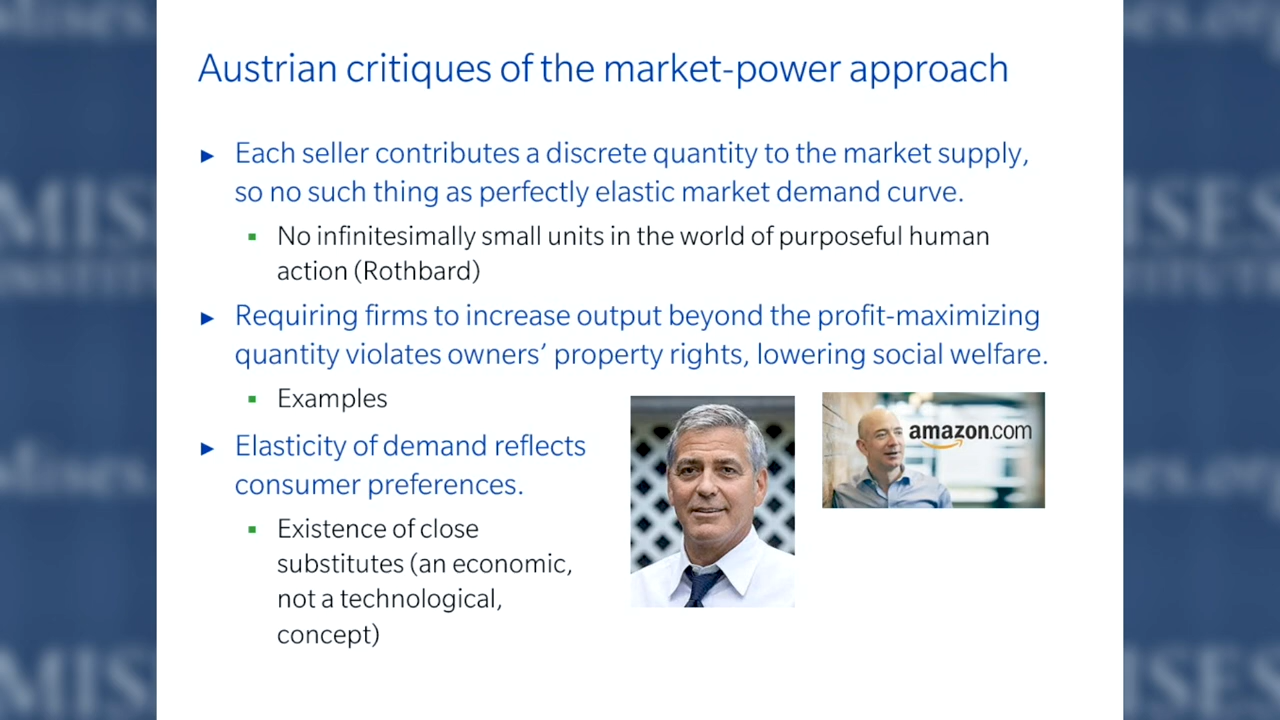 Austrian critiques of the market-power approach
Each seller contributes a discrete quantity to the market supply,
so no such thing as perfectly elastic market demand curve.
No infinitesimally small units in the world of purposeful human
action (Rothbard)
Requiring firms to increase output beyond the profit-maximizing
quantity violates owners’ property rights, lowering social welfare.
Examples
amazon.com
Elasticity of demand reflects
consumer preferences.
Existence of close
substitutes (an economic,
not a technological,
concept)